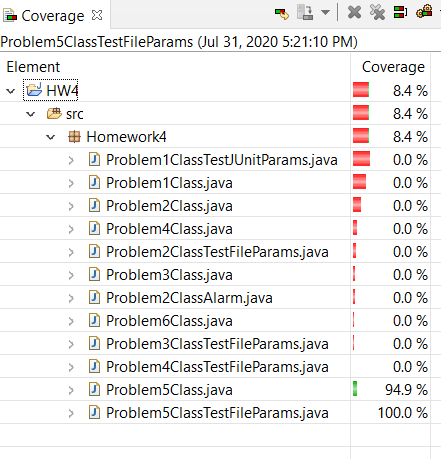 Coverage
Problem5ClassTestFileParams (Jul 31, 2020 5:21:10 PM)
Element Coverage
HW4 8.4 %
src 8.4 %
Homework4 8.4 %
Problem1ClassTestJUnitParams.java 0.0 %
Problem1Class.java 0.0 %
Problem2Class.java 0.0 %
Problem4Class.java 0.0 %
Problem2ClassTestFileParams.java 0.0 %
Problem3Class.java 0.0 %
Problem2ClassAlarm.java 0.0 %
Problem6Class.java 0.0 %
Problem3ClassTestFileParams.java 0.0 %
Problem4ClassTestFileParams.java 0.0 %
Problem5Class.java 94.9 %
Problem5ClassTestFileParams.java 100.0 %